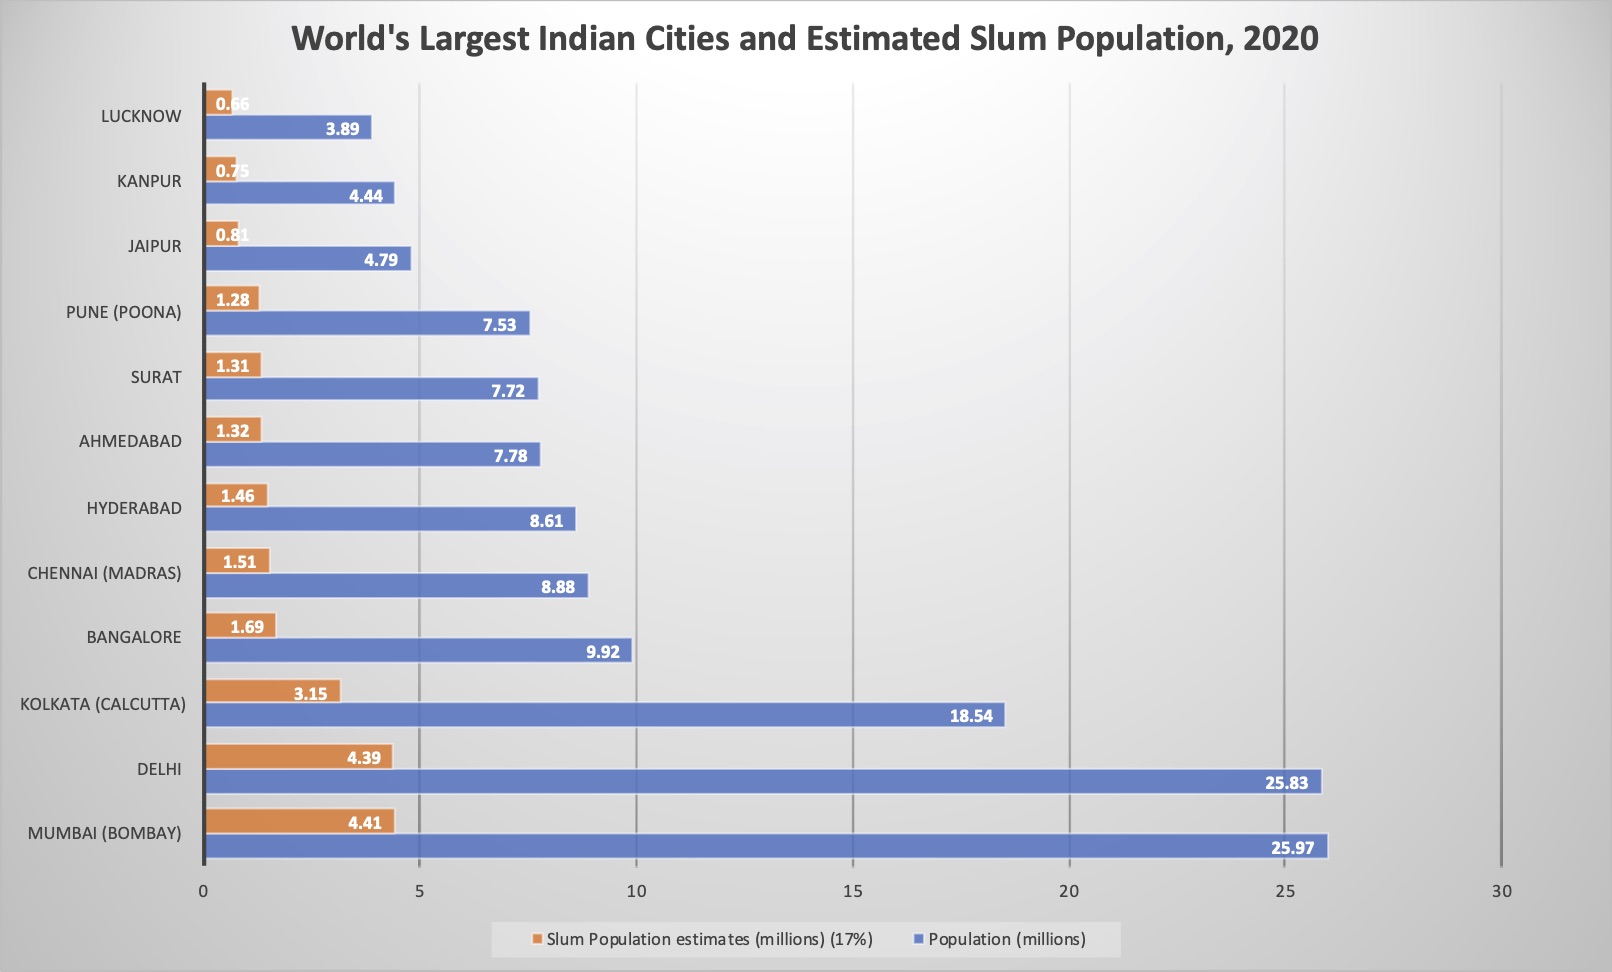 World's Largest Indian Cities and Estimated Slum Population, 2020
LUCKNOW
0.66
3.89
KANPUR
0.75
4.44
JAIPUR
0.81
4.79
PUNE (POONA)
1.28
7.53
SURAT
1.31
7.72
AHMEDABAD
1.32
7.78
HYDERABAD
1.46
8.61
CHENNAI (MADRAS)
1.51
8.88
BANGALORE
1.69
9.92
KOLKATA (CALCUTTA)
3.15
18.54
DELHI
4.39
25.83
MUMBAI (BOMBAY)
4.41
25.97
0 5 10 15 20 25 30
Slum Population estimates (millions) (17%) Population (millions)